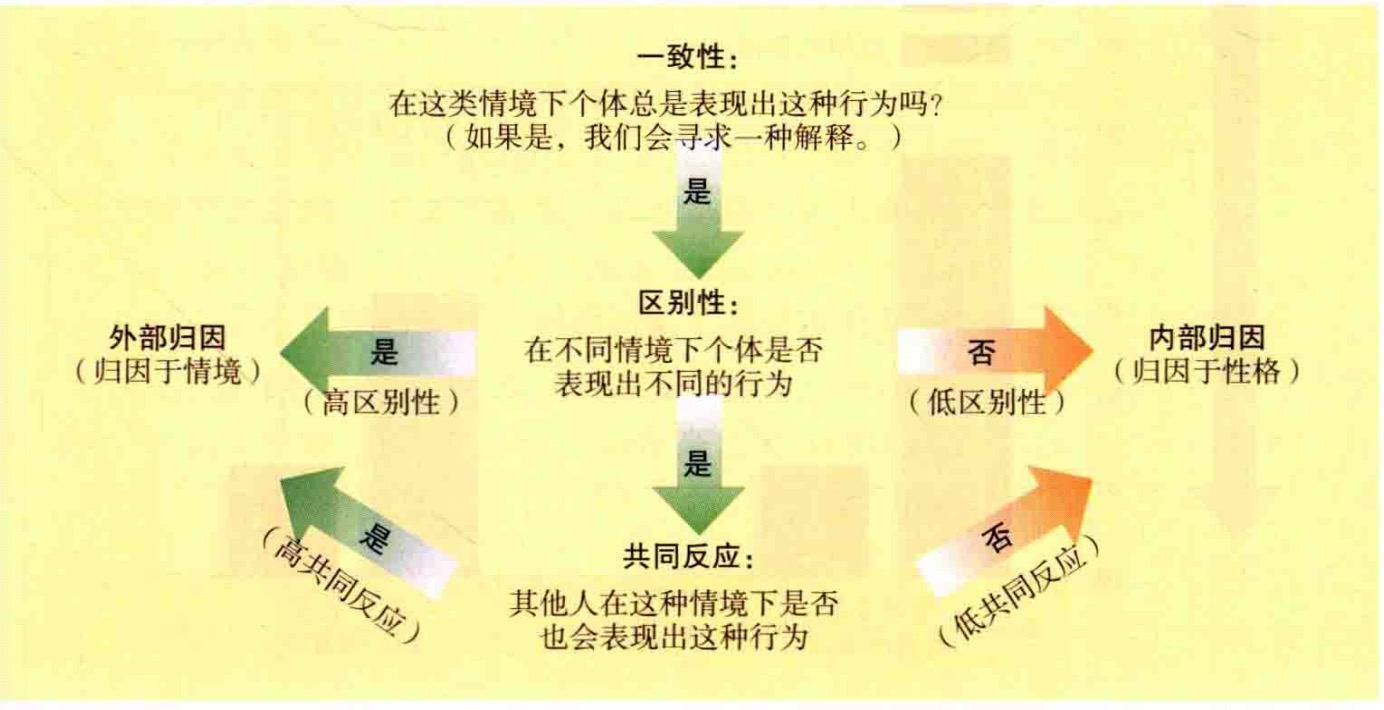 一致性：
在这类情境下个体总是表现出这种行为吗？
（如果是，我们会寻求一种解释。）
是
区别性：
外部归因
（归因于情境）
是
（高区别性）
在不同情境下个体是否
表现出不同的行为
否
（低区别性）
内部归因
（归因于性格）
是
是
（高共同反应）
共同反应：
其他人在这种情境下是否
也会表现出这种行为
否
（低共同反应）